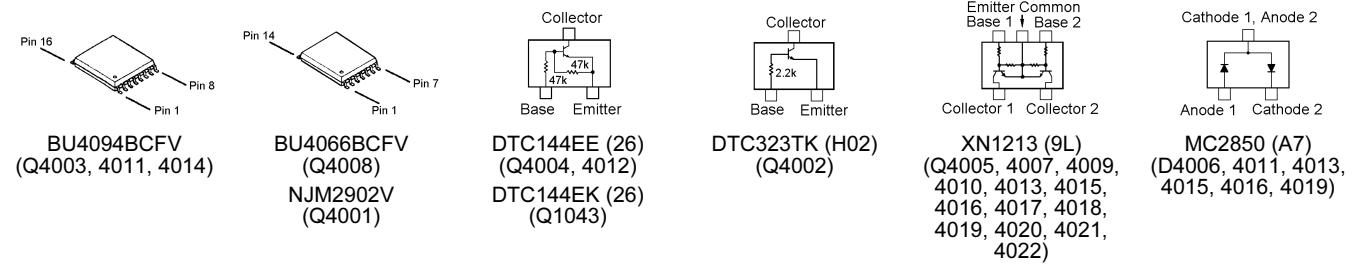 Pin 16
Pin 8
Pin 1
BU4094BCFV
(Q4003, 4011, 4014)
Pin 14
Pin 7
Pin 1
BU4066BCFV
(Q4008)
NJM2902V
(Q4001)
Collector
47k
47k
Base Emitter
DTC144EE (26)
(Q4004, 4012)
DTC144EK (26)
(Q1043)
Collector
2.2k
Base Emitter
DTC323TK (H02)
(Q4002)
Emitter Common
Base 1 Base 2
Collector 1 Collector 2
XN1213 (9L)
(Q4005, 4007, 4009,
4010, 4013, 4015,
4016, 4017, 4018,
4019, 4020, 4021,
4022)
Cathode 1, Anode 2
Anode 1 Cathode 2
MC2850 (A7)
(D4006, 4011, 4013,
4015, 4016, 4019)